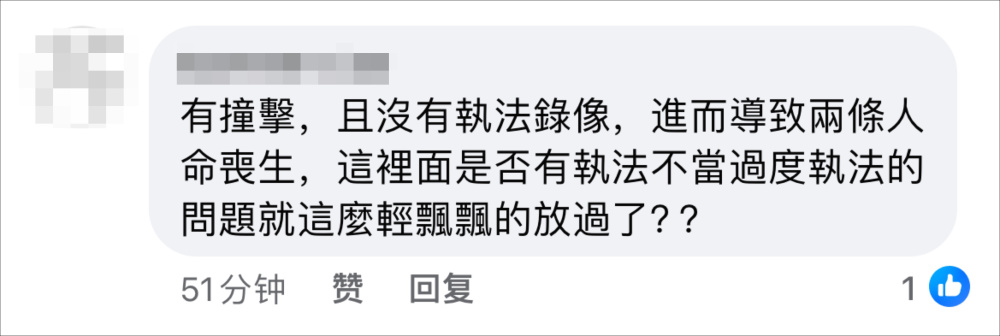 有撞擊，且沒有執法錄像，進而導致兩條人
命喪生，這裡面是否有執法不當過度執法的
問題就這麼輕飄飄的放過了？？
51分钟 赞 回复 1